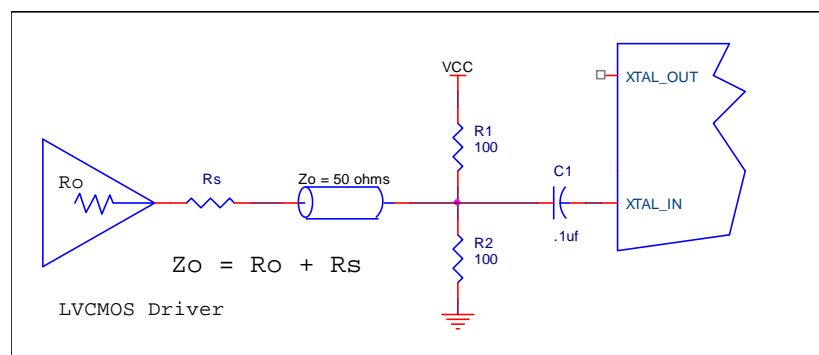 VCC
XTAL_OUT
R1
100
C1
Ro
Rs
Zo = 50 ohms
XTAL_IN
.1uf
R2
100
Zo = Ro + Rs
LVCMOS Driver